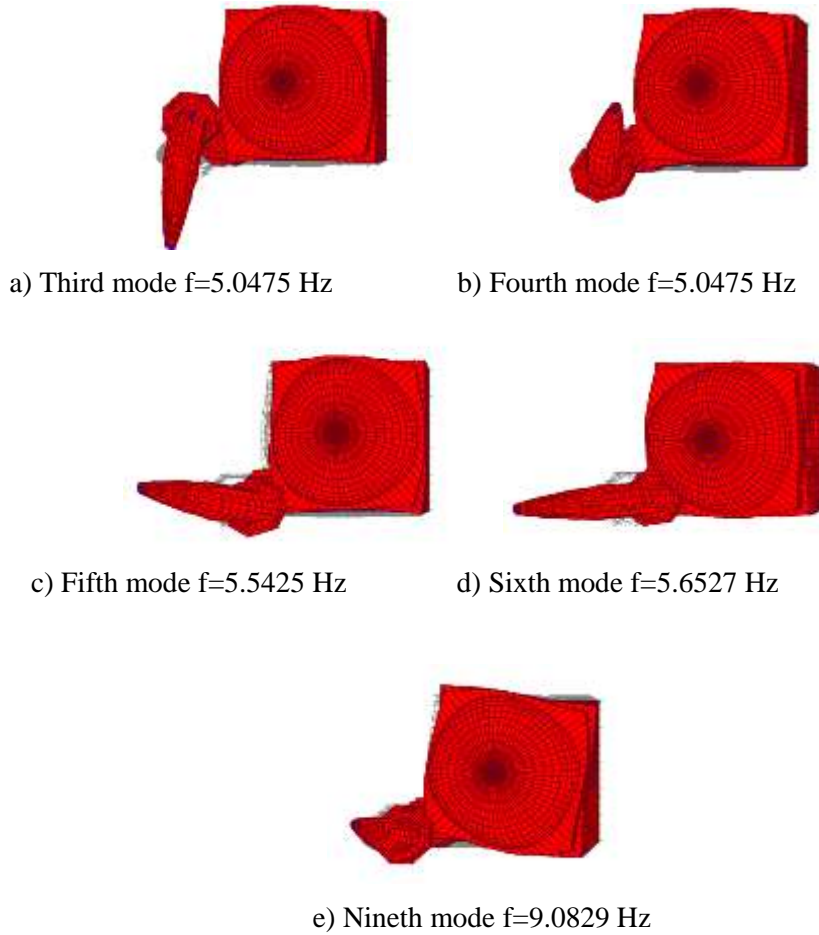 a) Third mode f=5.0475 Hz
b) Fourth mode f=5.0475 Hz
c) Fifth mode f=5.5425 Hz
d) Sixth mode f=5.6527 Hz
e) Nineth mode f=9.0829 Hz